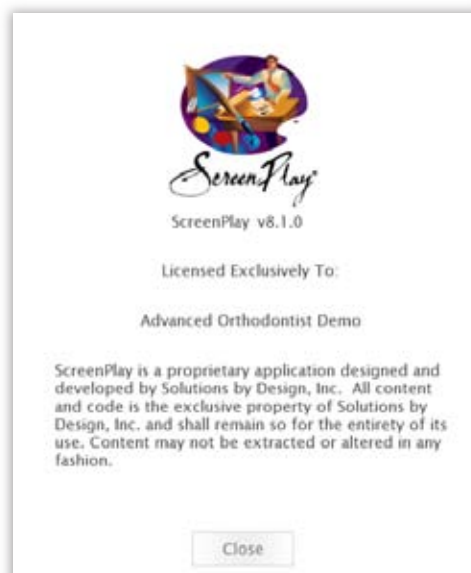 ScreenPlay®
ScreenPlay v8.1.0
Licensed Exclusively To:
Advanced Orthodontist Demo
ScreenPlay is a proprietary application designed and
developed by Solutions by Design, Inc.  All content
and code is the exclusive property of Solutions by
Design, Inc. and shall remain so for the entirety of its
use. Content may not be extracted or altered in any
fashion.
Close